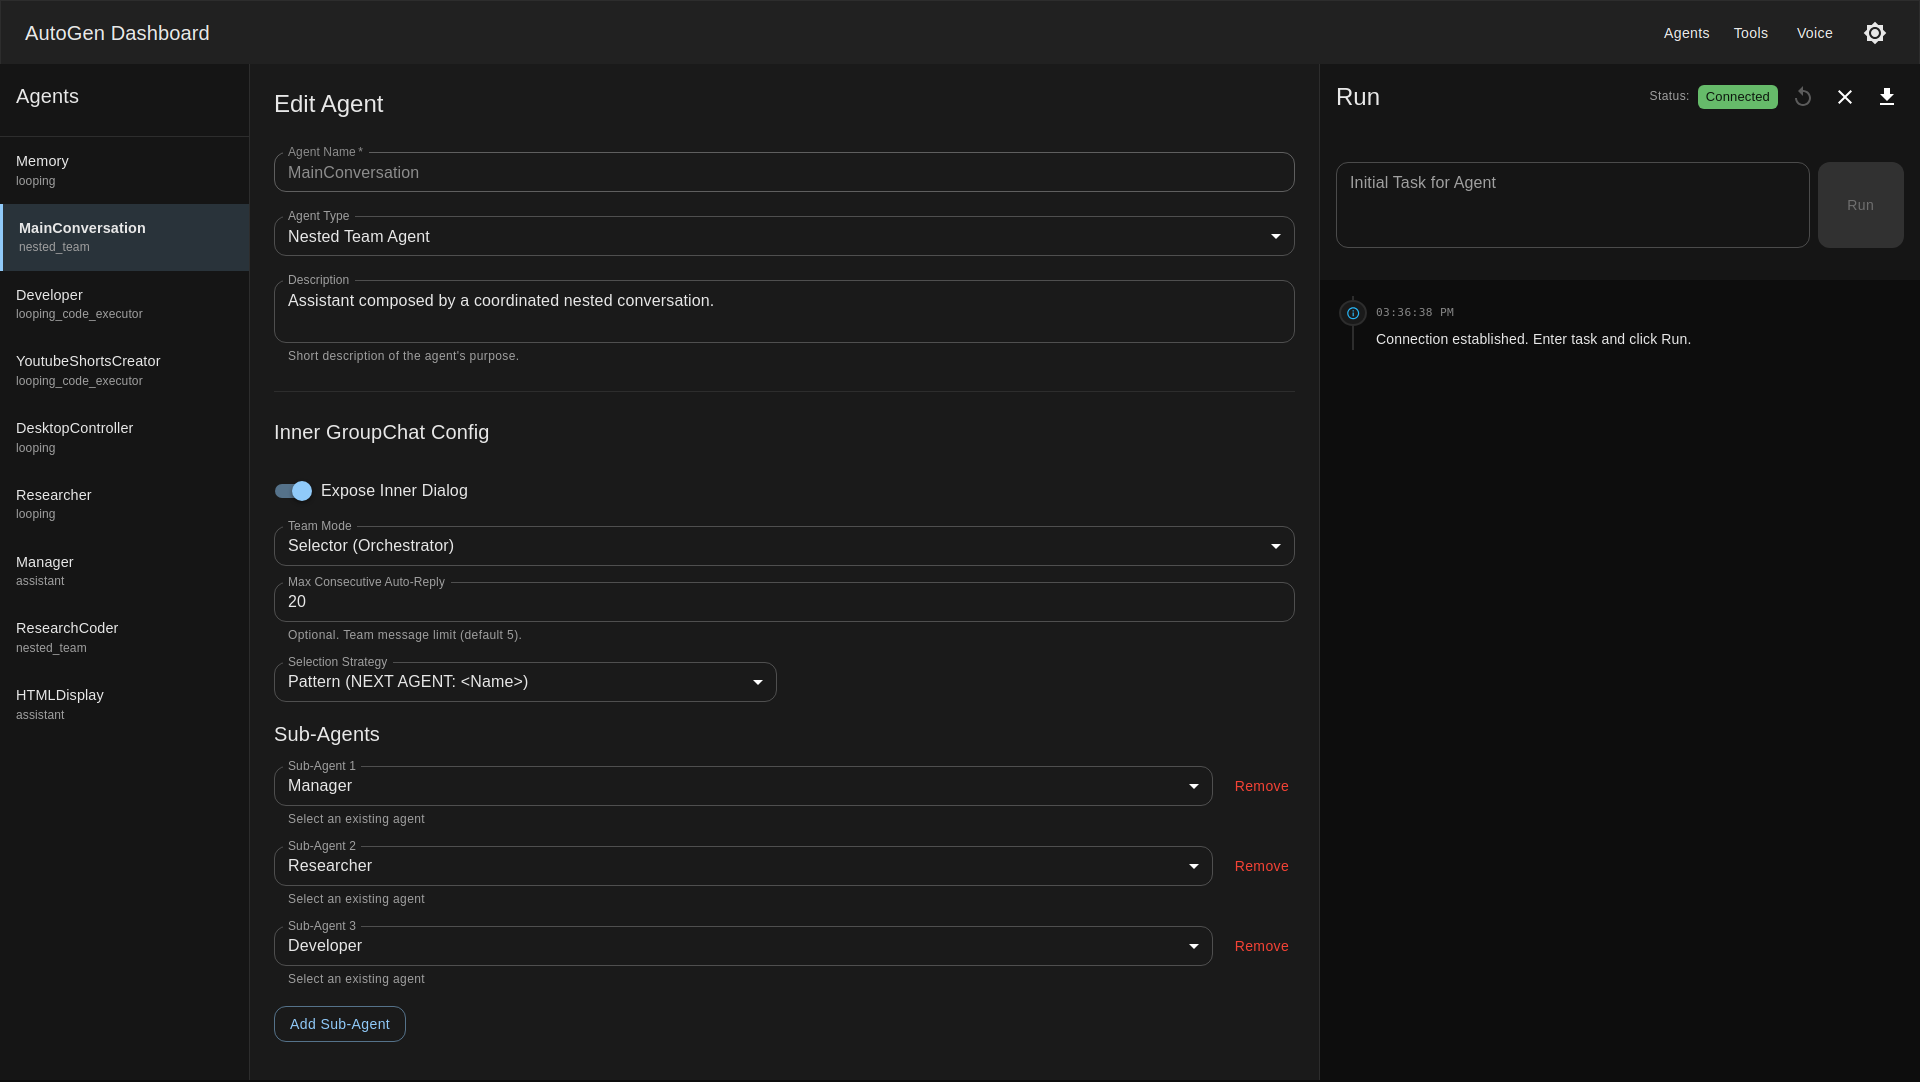 AutoGen Dashboard
Agents
Tools
Voice
Agents
Memory
looping
MainConversation
nested_team
Developer
looping_code_executor
YoutubeShortsCreator
looping_code_executor
DesktopController
looping
Researcher
looping
Manager
assistant
ResearchCoder
nested_team
HTMLDisplay
assistant
Edit Agent
Agent Name *
MainConversation
Agent Type
Nested Team Agent
Description
Assistant composed by a coordinated nested conversation.
Short description of the agent's purpose.
Inner GroupChat Config
Expose Inner Dialog
Team Mode
Selector (Orchestrator)
Max Consecutive Auto-Reply
20
Optional. Team message limit (default 5).
Selection Strategy
Pattern (NEXT AGENT: <Name>)
Sub-Agents
Sub-Agent 1
Manager
Remove
Select an existing agent
Sub-Agent 2
Researcher
Remove
Select an existing agent
Sub-Agent 3
Developer
Remove
Select an existing agent
Add Sub-Agent
Run
Status: Connected
Initial Task for Agent
Run
03:36:38 PM
Connection established. Enter task and click Run.